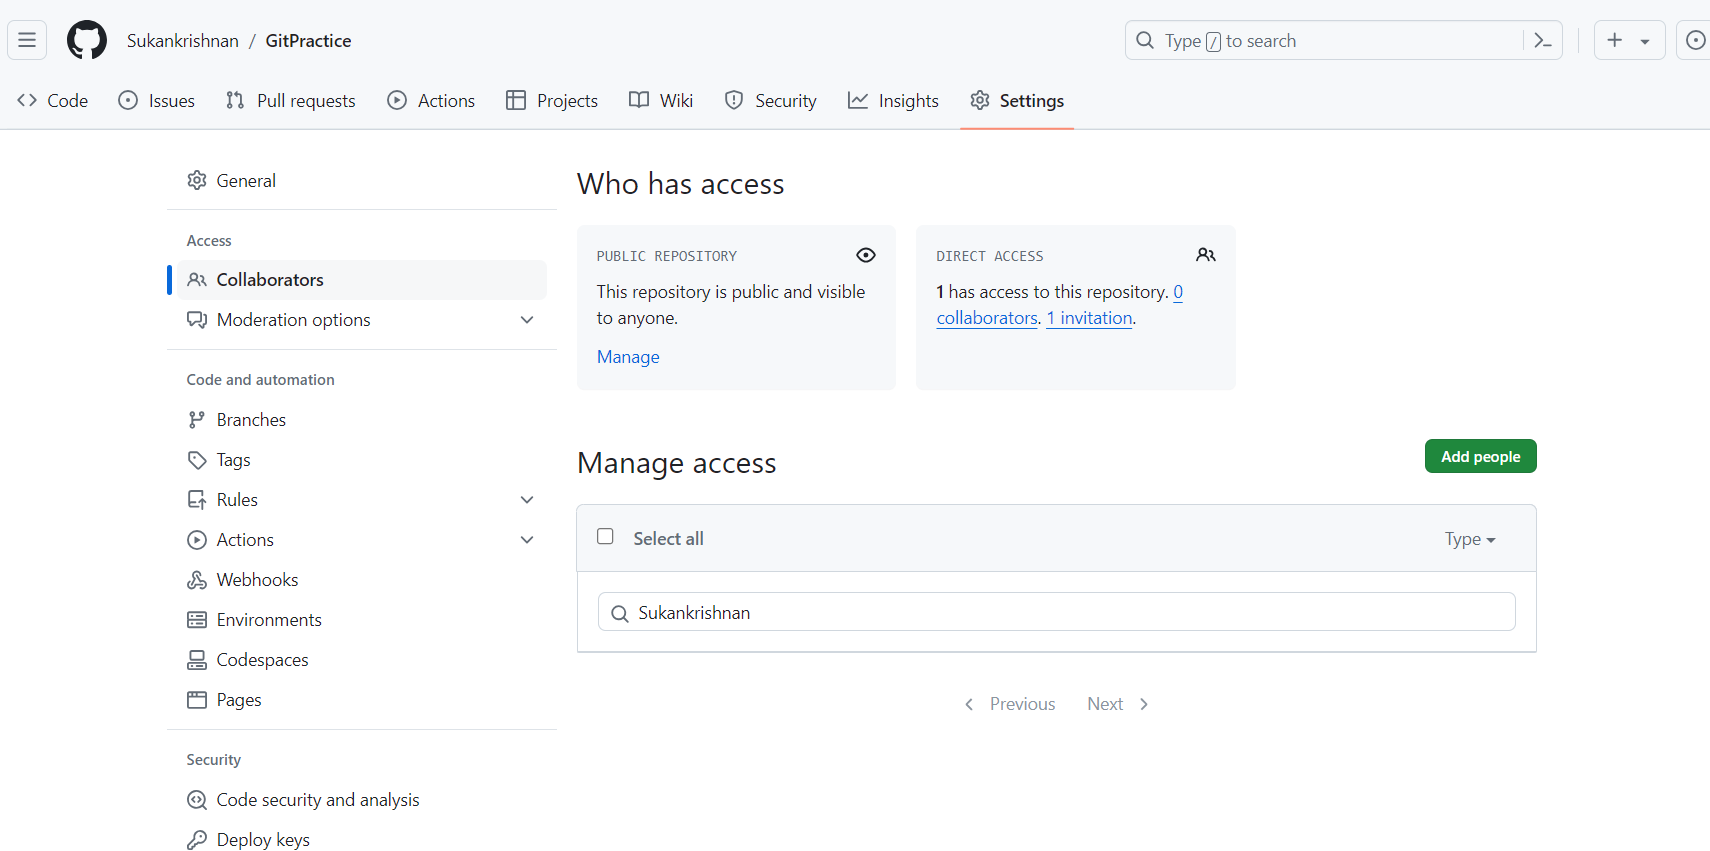 Sukankrishnan / GitPractice
Type / to search
Code Issues Pull requests Actions Projects Wiki Security Insights Settings
General
Access
Collaborators
Moderation options
Code and automation
Branches
Tags
Rules
Actions
Webhooks
Environments
Codespaces
Pages
Security
Code security and analysis
Deploy keys
Who has access
PUBLIC REPOSITORY
This repository is public and visible
to anyone.
Manage
DIRECT ACCESS
1 has access to this repository. 0
collaborators. 1 invitation.
Manage access
Add people
Select all
Type
Sukankrishnan
Previous Next